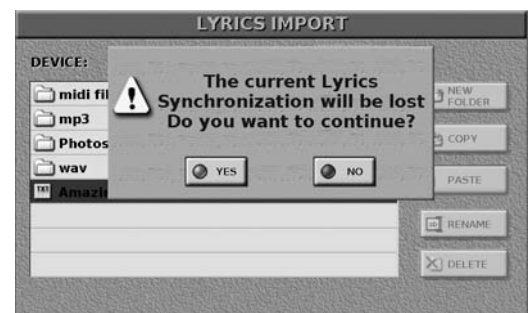 LYRICS IMPORT
DEVICE:
The current Lyrics
Synchronization will be lost
Do you want to continue?
YES
NO
midi fil
mp3
Photos
wav
TXT
NEW
FOLDER
COPY
PASTE
RENAME
DELETE